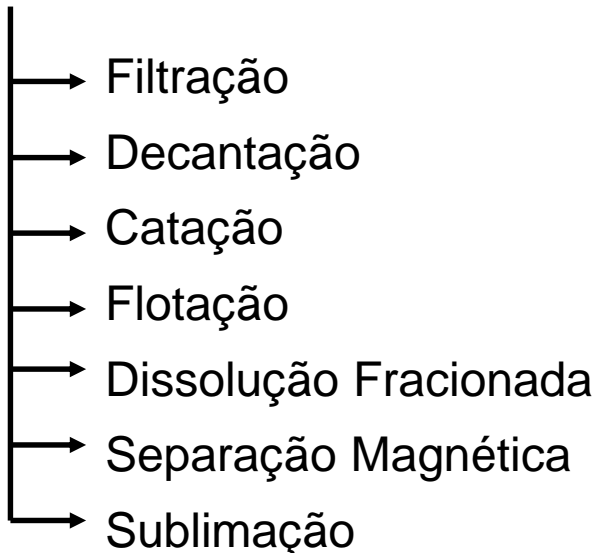 Filtração
Decantação
Catação
Flotação
Dissolução Fracionada
Separação Magnética
Sublimação